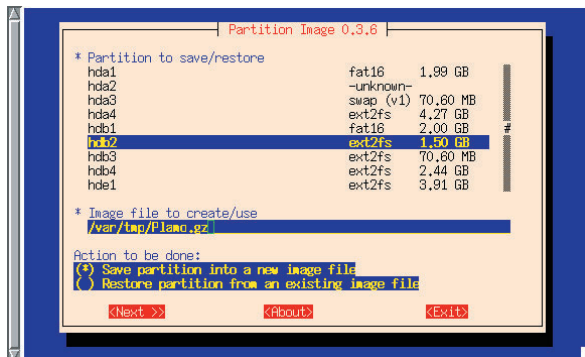 Partition Image 0.3.6
* Partition to save/restore
hda1 fat16 1.99 GB
hda2 -unknown-
hda3 swap (v1) 70.60 MB
hda4 ext2fs 4.27 GB
hdb1 fat16 2.00 GB #
hdb2 ext2fs 1.50 GB
hdb3 ext2fs 70.60 MB
hdb4 ext2fs 2.44 GB
hde1 ext2fs 3.91 GB
* Image file to create/use
/var/tmp/Plamo.gz
Action to be done:
(*) Save partition into a new image file
( ) Restore partition from an existing image file
<Next >> <About> <Exit>